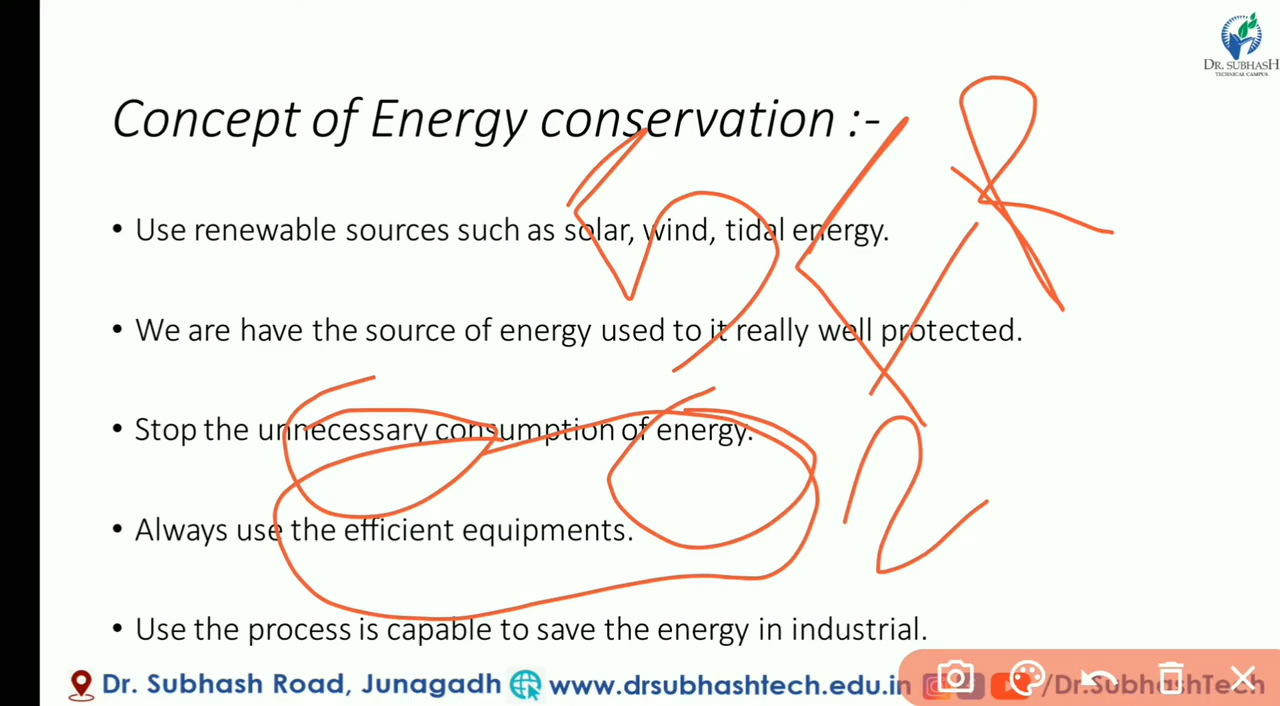 DR. SUBHASH
TECHNICAL CAMPUS
Concept of Energy conservation :-
• Use renewable sources such as solar, wind, tidal energy.
• We are have the source of energy used to it really well protected.
• Stop the unnecessary consumption of energy.
• Always use the efficient equipments.
• Use the process is capable to save the energy in industrial.
Dr. Subhash Road, Junagadh www.drsubhashtech.edu.in /Dr.SubhashTech